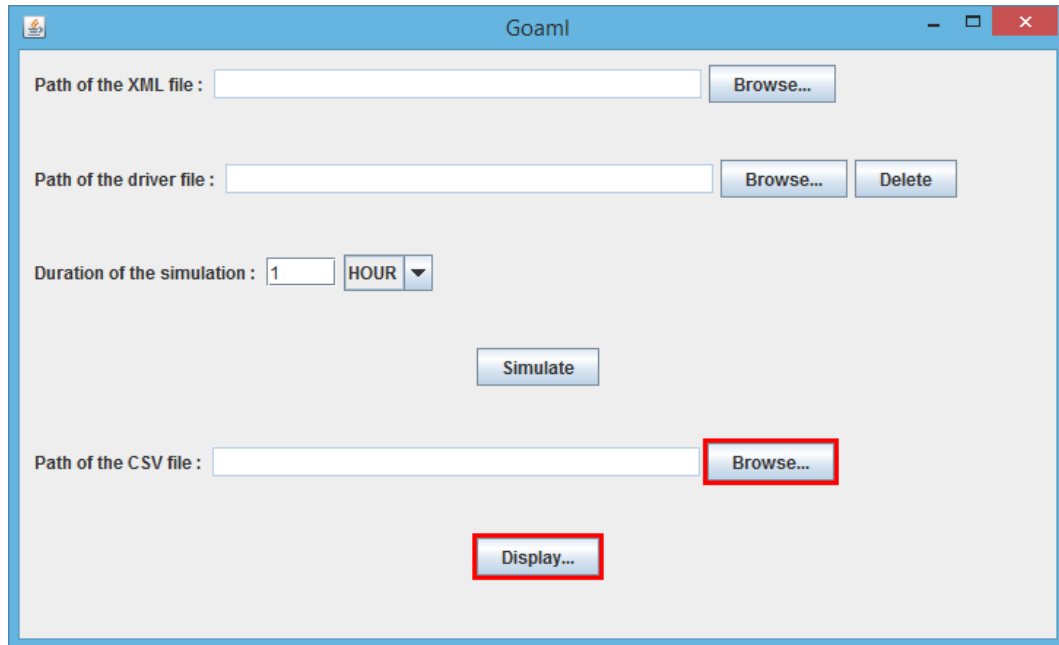 Goaml
Path of the XML file : Browse...
Path of the driver file : Browse... Delete
Duration of the simulation : 1 HOUR
Simulate
Path of the CSV file : Browse...
Display...